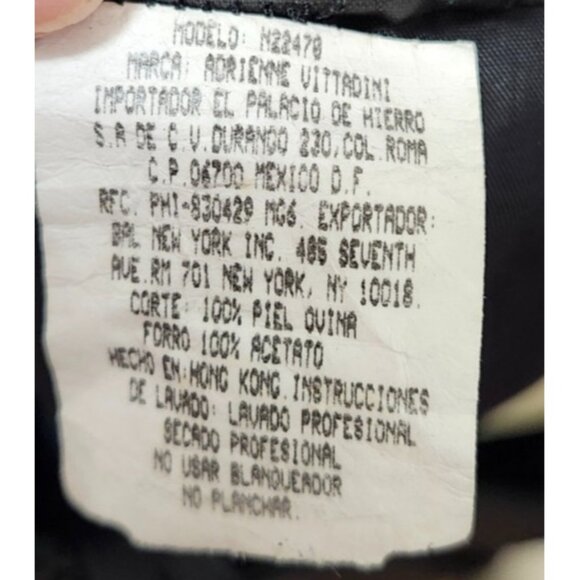 MODELO: M22470
MARCA: ADRIENNE VITTADINI
IMPORTADOR EL PALACIO DE HIERRO
S.A DE C.V.DURANGO 230,COL.ROMA
C.P.06700 MEXICO D.F.
RFC. PHI-830429 MG6. EXPORTADOR:
BAL NEW YORK INC. 485 SEVENTH
AVE.RM 701 NEW YORK, NY 10018.
CORTE: 100% PIEL OVINA
FORRO 100% ACETATO
HECHO EN:HONG KONG.INSTRUCCIONES
DE LAVADO: LAVADO PROFESIONAL
SECADO PROFESIONAL
NO USAR BLANQUEADOR
NO PLANCHAR.